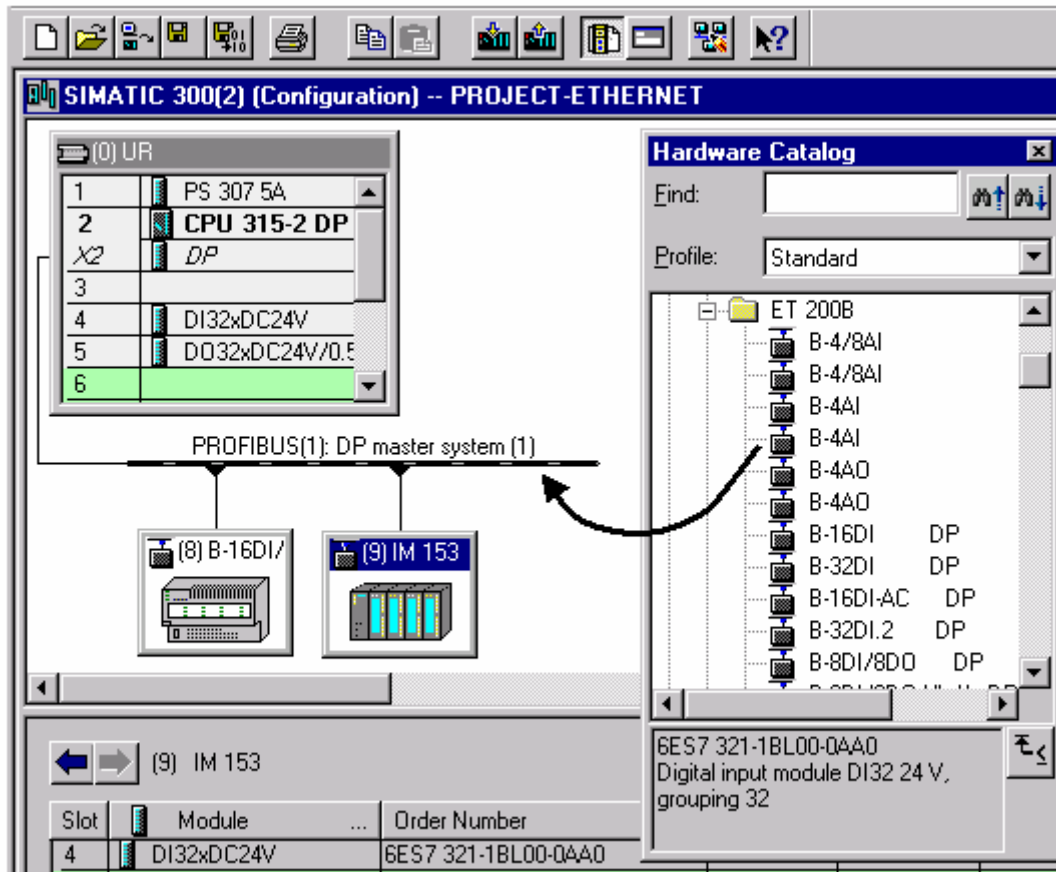 SIMATIC 300(2) (Configuration) -- PROJECT-ETHERNET
(0) UR
1 PS 307 5A
2 CPU 315-2 DP
X2 DP
3
4 DI32xDC24V
5 DO32xDC24V/0.5
6
PROFIBUS(1): DP master system (1)
(8) B-16DI/
(9) IM 153
Hardware Catalog
Find:
Profile: Standard
ET 200B
B-4/8AI
B-4/8AI
B-4AI
B-4AI
B-4AO
B-4AO
B-16DI DP
B-32DI DP
B-16DI-AC DP
B-32DI.2 DP
B-8DI/8DO DP
6ES7 321-1BL00-0AA0
Digital input module DI32 24 V,
grouping 32
(9) IM 153
Slot Module ... Order Number
4 DI32xDC24V 6ES7 321-1BL00-0AA0